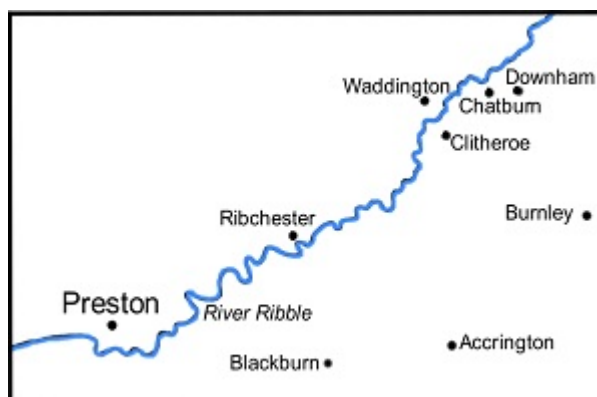 Downham
Waddington
Chatburn
Clitheroe
Ribchester
Burnley
Preston
River Ribble
Accrington
Blackburn